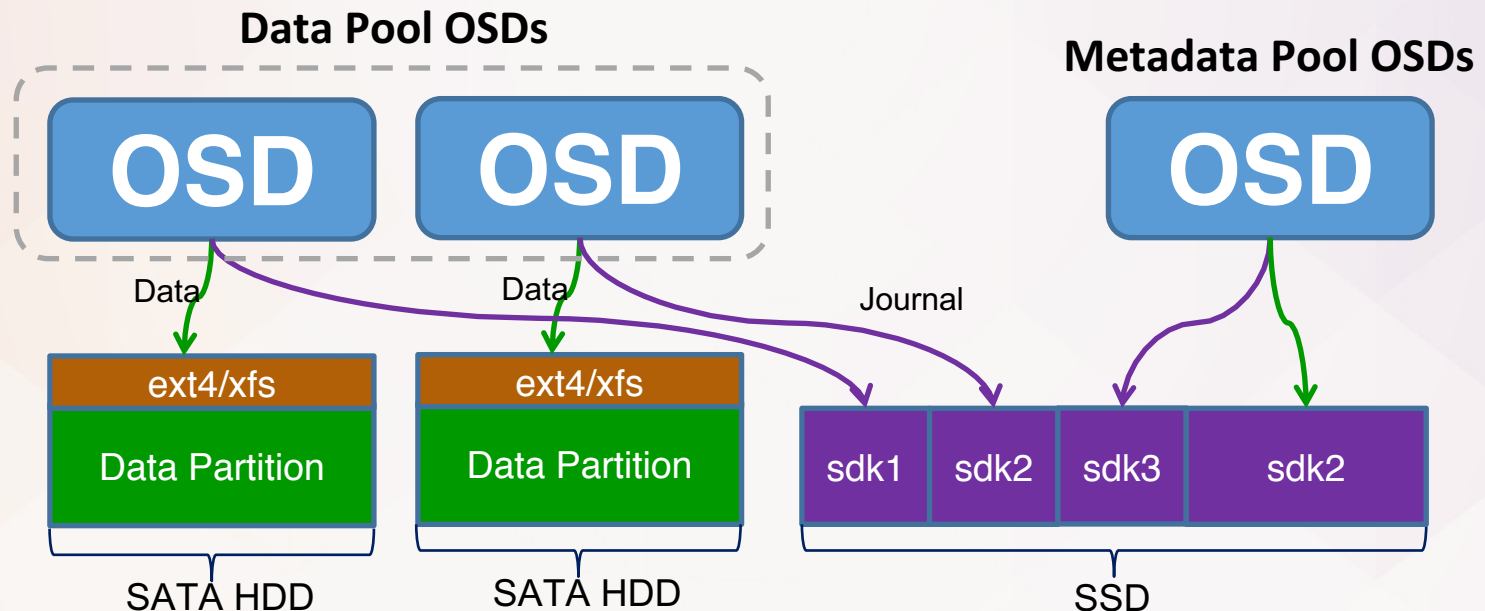 Data Pool OSDs
Metadata Pool OSDs
OSD
OSD
OSD
Data
Data
Journal
ext4/xfs
ext4/xfs
Data Partition
Data Partition
sdk1
sdk2
sdk3
sdk2
SATA HDD
SATA HDD
SSD